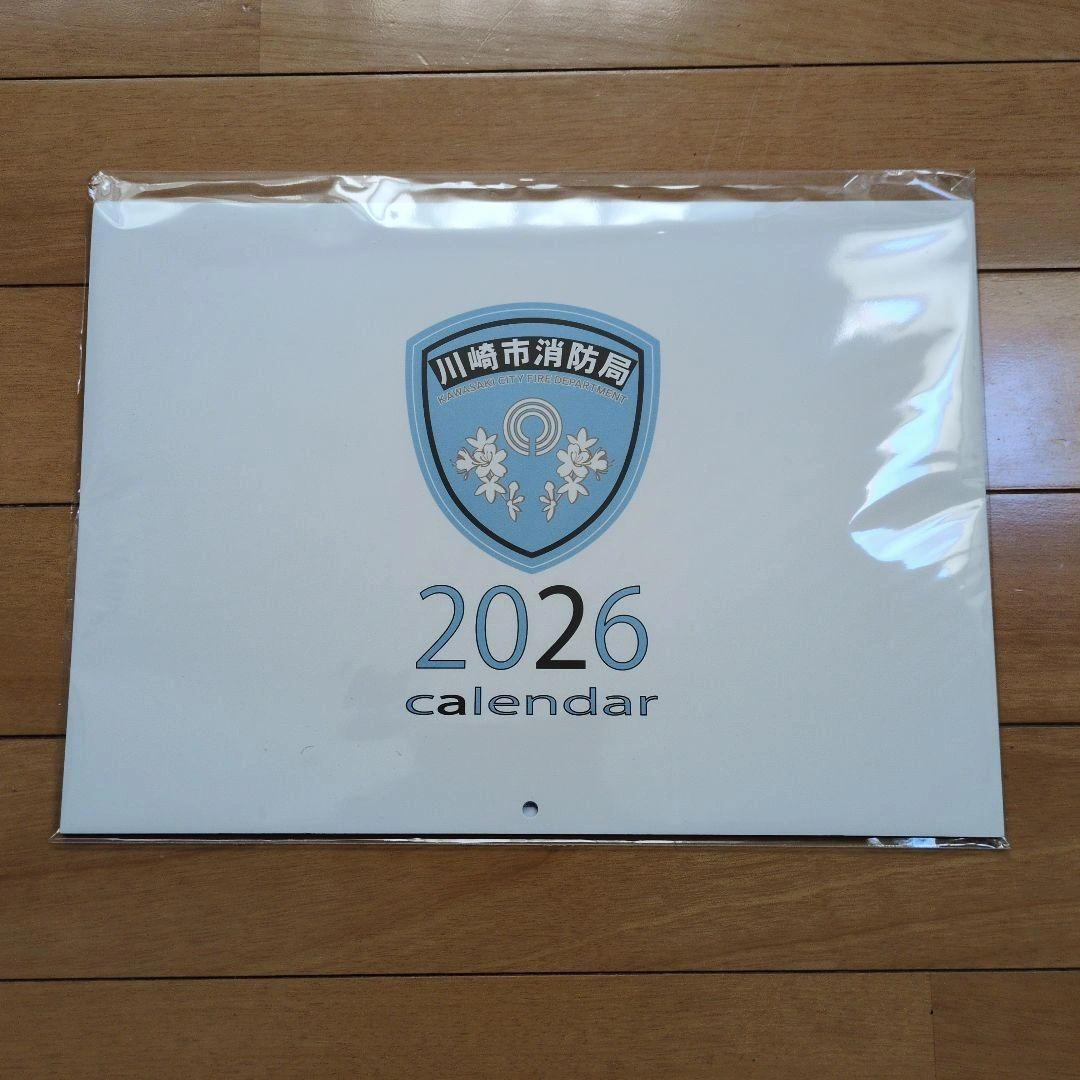 川崎市消防局
KAWASAKI CITY FIRE DEPARTMENT
2026
calendar